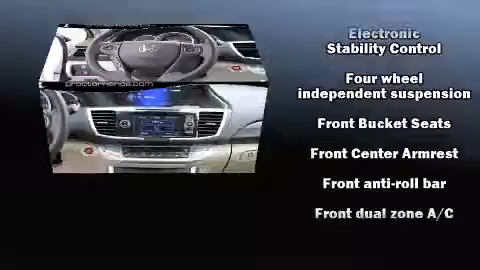 Electronic
Stability Control
Four wheel
independent suspension
Front Bucket Seats
Front Center Armrest
Front anti-roll bar
Front dual zone A/C